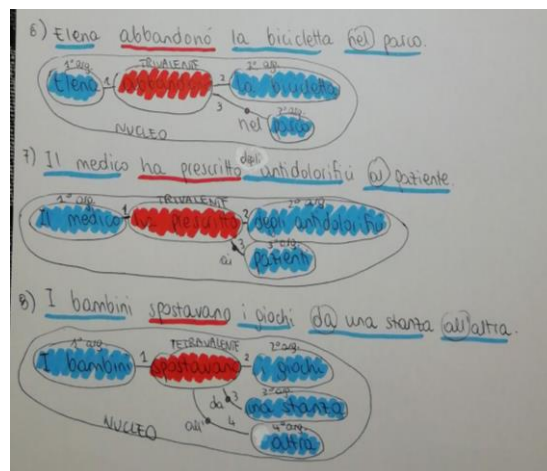 6) Elena abbandonò la bicicletta nel parco.
1° arg. TRIVALENTE 2° arg.
Elena 1 abbandonò 2 la bicicletta
3 3° arg.
nel parco
NUCLEO
degli
7) Il medico ha prescritto antidolorifici ai patiente.
1° arg. TRIVALENTE 2° arg.
Il medico 1 ha prescritto 2 degli antidolorifici
3 3° arg.
ai patienti
8) I bambini spostavano i giochi da una stanza all'altra.
1° arg. TETRAVALENTE 2° arg.
I bambini 1 spostavano 2 i giochi
3 3° arg.
da una stanza
all' 4 4° arg.
altra
NUCLEO